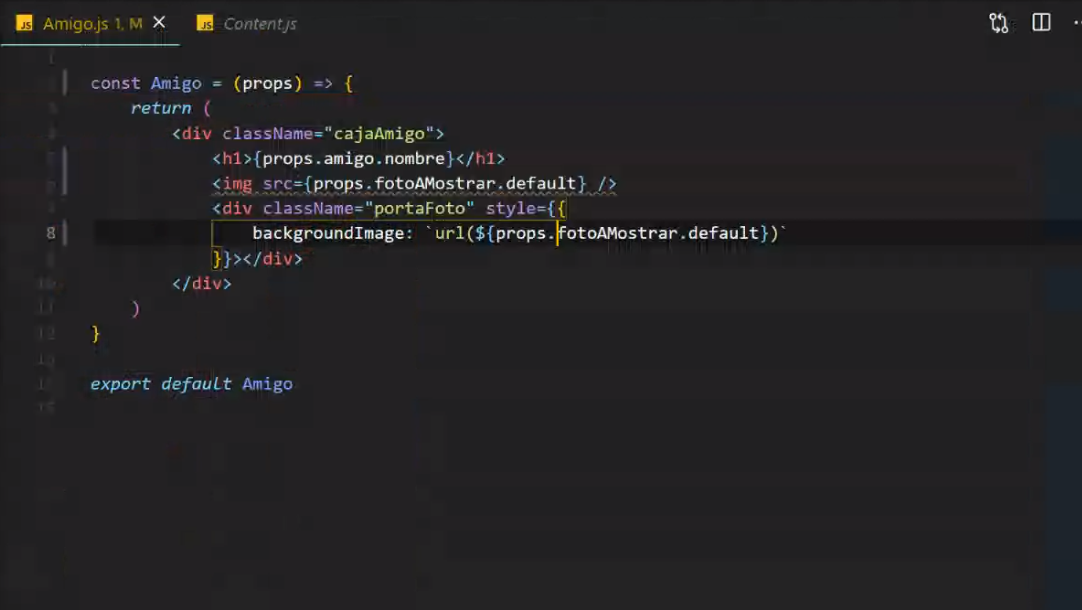 JS Amigo.js 1, M × JS Content.js
1
const Amigo = (props) => {
return (
<div className="cajaAmigo">
<h1>{props.amigo.nombre}</h1>
<img src={props.fotoAMostrar.default} />
<div className="portaFoto" style={{
8 backgroundImage: `url(${props.fotoAMostrar.default})`
}}></div>
</div>
)
12 }
export default Amigo